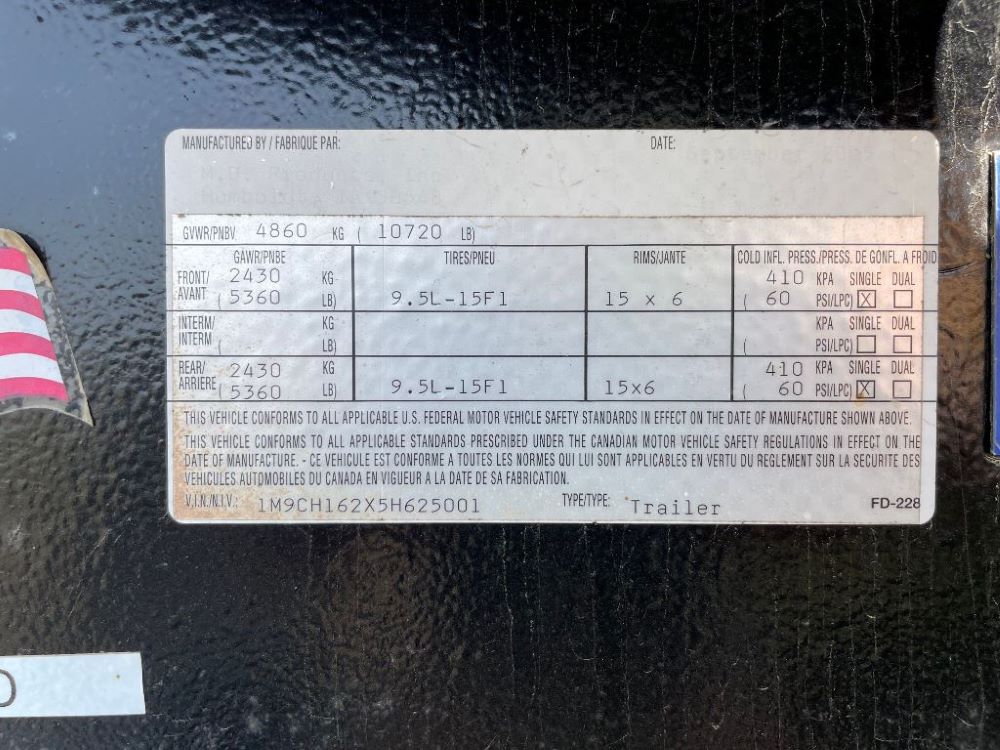 MANUFACTURED BY / FABRIQUE PAR: DATE:
GVWR/PNBV 4860 KG ( 10720 LB)
GAWR/PNBE TIRES/PNEU RIMS/JANTE COLD INFL. PRESS./PRESS. DE GONFL. A FROID
FRONT/ 2430 KG 410 KPA SINGLE DUAL
AVANT (5360 LB) 9.5L-15F1 15 x 6 ( 60 PSI/LPC) X
INTERM/ KG KPA SINGLE DUAL
INTERM ( LB) ( PSI/LPC)
REAR/ 2430 KG 410 KPA SINGLE DUAL
ARRIERE (5360 LB) 9.5L-15F1 15x6 ( 60 PSI/LPC) X
THIS VEHICLE CONFORMS TO ALL APPLICABLE U.S. FEDERAL MOTOR VEHICLE SAFETY STANDARDS IN EFFECT ON THE DATE OF MANUFACTURE SHOWN ABOVE.
THIS VEHICLE CONFORMS TO ALL APPLICABLE STANDARDS PRESCRIBED UNDER THE CANADIAN MOTOR VEHICLE SAFETY REGULATIONS IN EFFECT ON THE
DATE OF MANUFACTURE. - CE VEHICULE EST CONFORME A TOUTES LES NORMES QUI LUI SONT APPLICABLES EN VERTU DU REGLEMENT SUR LA SECURITE DES
VEHICULES AUTOMOBILES DU CANADA EN VIGUEUR A LA DATE DE SA FABRICATION.
V.I.N./N.I.V.: 1M9CH162X5H625001 TYPE/TYPE: Trailer FD-228